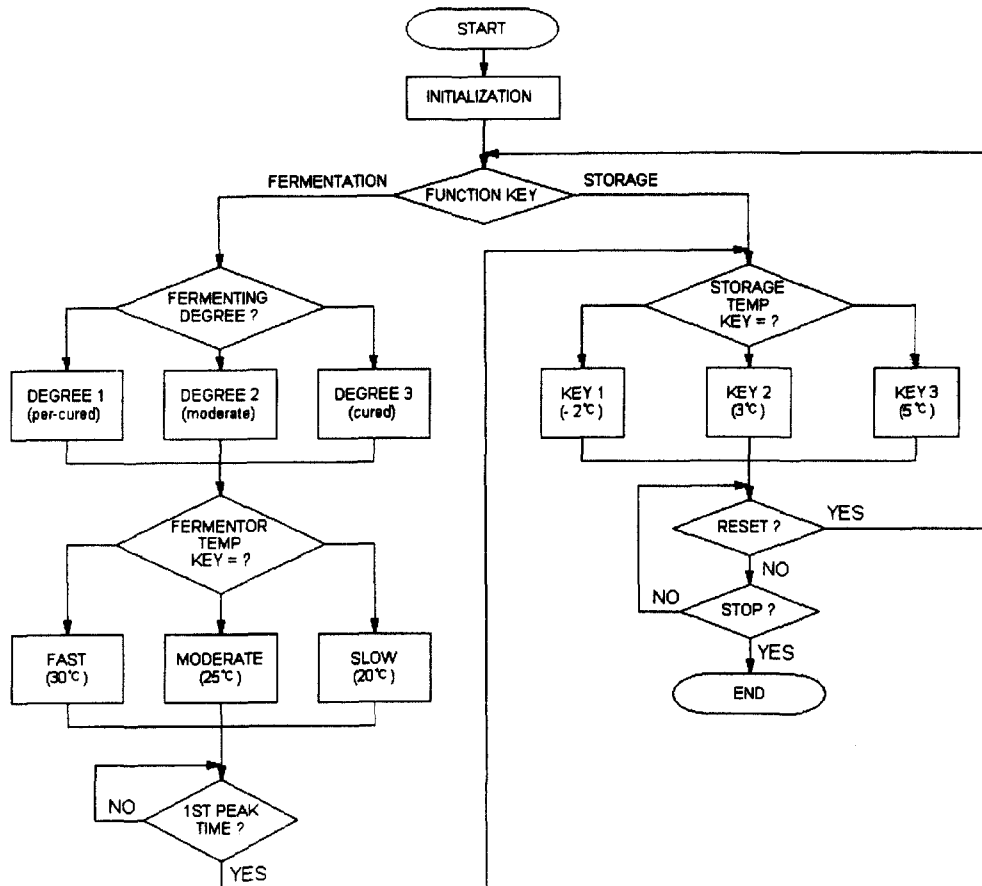 START
INITIALIZATION
FERMENTATION
FUNCTION KEY
STORAGE
FERMENTING
DEGREE ?
DEGREE 1
(per-cured)
DEGREE 2
(moderate)
DEGREE 3
(cured)
FERMENTOR
TEMP
KEY = ?
FAST
(30℃)
MODERATE
(25℃)
SLOW
(20℃)
NO
1ST PEAK
TIME ?
YES
STORAGE
TEMP
KEY = ?
KEY 1
(- 2℃)
KEY 2
(3℃)
KEY 3
(5℃)
RESET ?
YES
NO
NO
STOP ?
YES
END